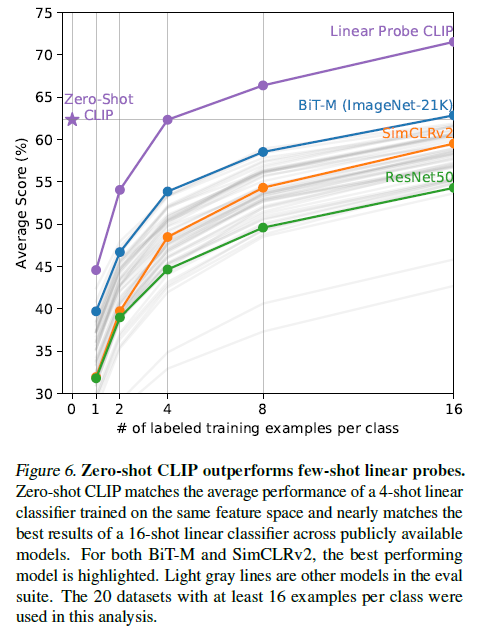 75
70
65
60
55
50
45
40
35
30
Average Score (%)
Linear Probe CLIP
Zero-Shot
CLIP
BiT-M (ImageNet-21K)
SimCLRv2
ResNet50
0 1 2 4 8 16
# of labeled training examples per class
Figure 6. Zero-shot CLIP outperforms few-shot linear probes.
Zero-shot CLIP matches the average performance of a 4-shot linear
classifier trained on the same feature space and nearly matches the
best results of a 16-shot linear classifier across publicly available
models. For both BiT-M and SimCLRv2, the best performing
model is highlighted. Light gray lines are other models in the eval
suite. The 20 datasets with at least 16 examples per class were
used in this analysis.